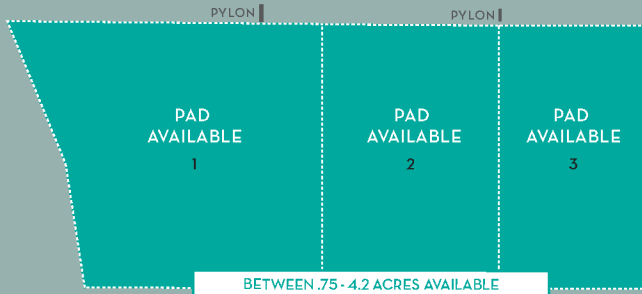 PYLON
PYLON
PAD
AVAILABLE
1
PAD
AVAILABLE
2
PAD
AVAILABLE
3
BETWEEN .75 - 4.2 ACRES AVAILABLE